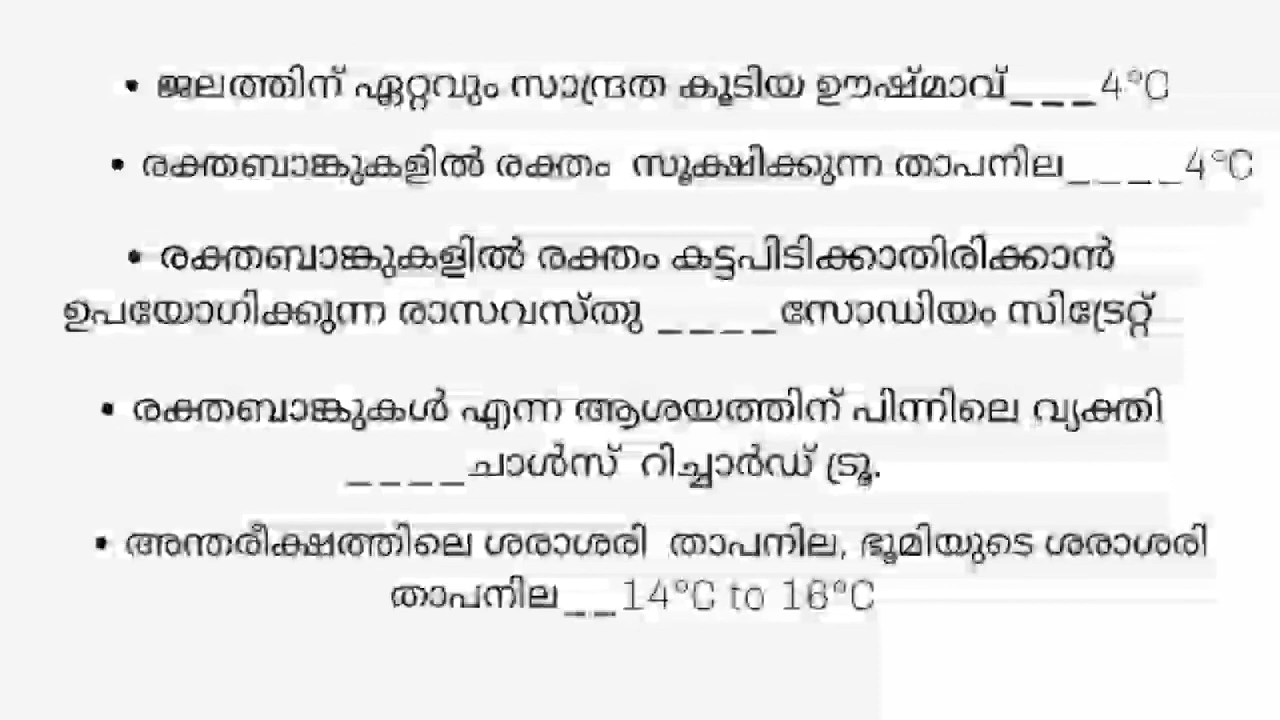 • ജലത്തിന് ഏറ്റവും സാന്ദ്രത കൂടിയ ഊഷ്മാവ്___4°C
• രക്തബാങ്കുകളിൽ രക്തം സൂക്ഷിക്കുന്ന താപനില____4°C
• രക്തബാങ്കുകളിൽ രക്തം കട്ടപിടിക്കാതിരിക്കാൻ
ഉപയോഗിക്കുന്ന രാസവസ്തു ____സോഡിയം സിട്രേറ്റ്
• രക്തബാങ്കുകൾ എന്ന ആശയത്തിന് പിന്നിലെ വ്യക്തി
____ചാൾസ് റിച്ചാർഡ് ട്രൂ.
• അന്തരീക്ഷത്തിലെ ശരാശരി താപനില, ഭൂമിയുടെ ശരാശരി
താപനില__14°C to 16°C